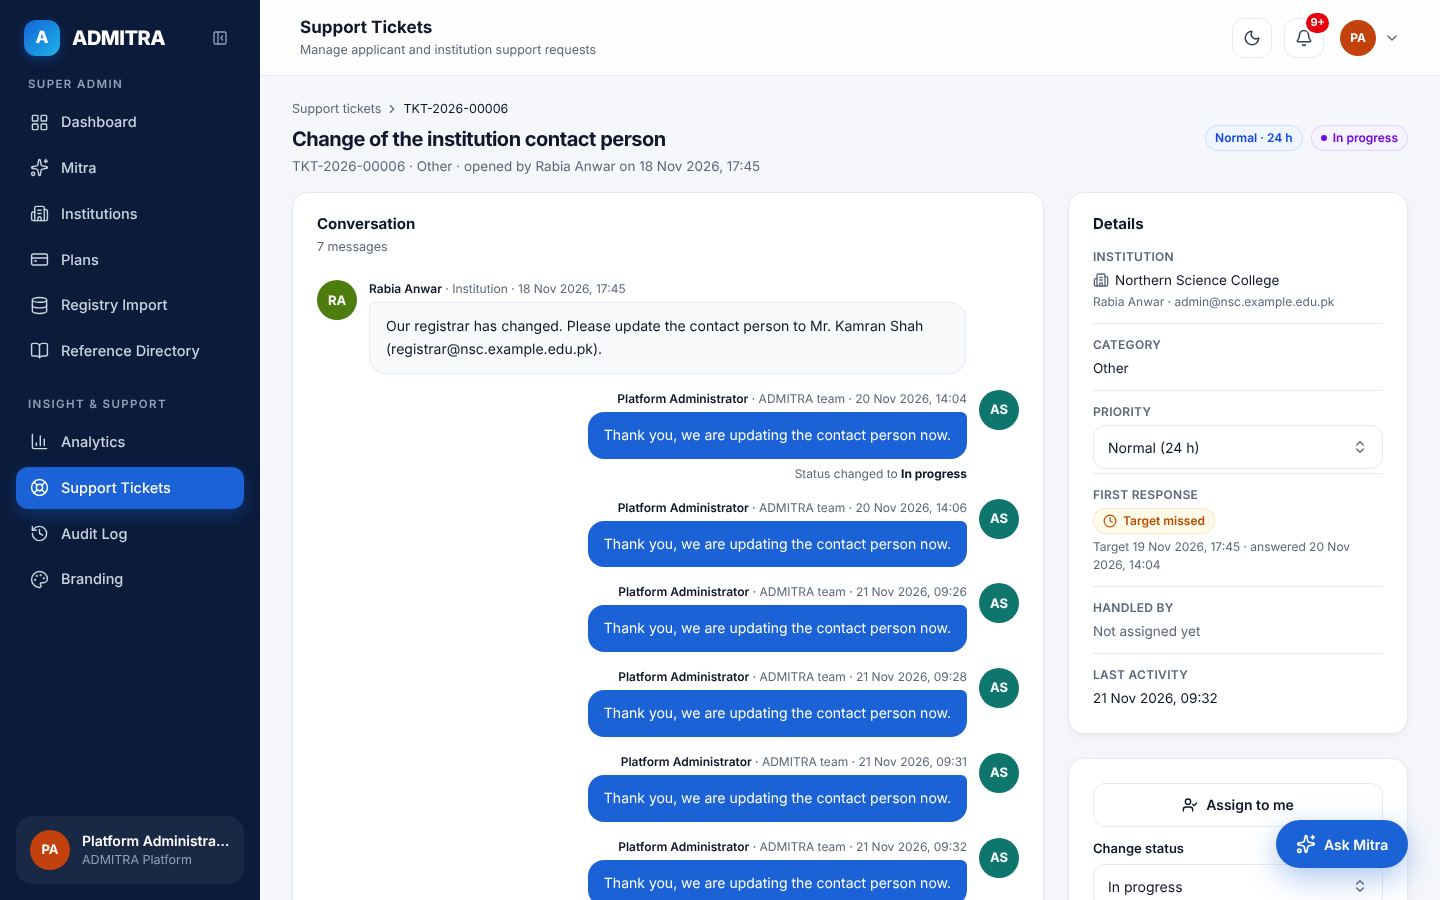 A ADMITRA
SUPER ADMIN
Dashboard
Mitra
Institutions
Plans
Registry Import
Reference Directory
INSIGHT & SUPPORT
Analytics
Support Tickets
Audit Log
Branding
PA
Platform Administra...
ADMITRA Platform
Support Tickets
Manage applicant and institution support requests
9+
PA
Support tickets > TKT-2026-00006
Change of the institution contact person
TKT-2026-00006 · Other · opened by Rabia Anwar on 18 Nov 2026, 17:45
Normal · 24 h
In progress
Conversation
7 messages
RA
Rabia Anwar · Institution · 18 Nov 2026, 17:45
Our registrar has changed. Please update the contact person to Mr. Kamran Shah
(registrar@nsc.example.edu.pk).
Platform Administrator · ADMITRA team · 20 Nov 2026, 14:04
AS
Thank you, we are updating the contact person now.
Status changed to In progress
Platform Administrator · ADMITRA team · 20 Nov 2026, 14:06
AS
Thank you, we are updating the contact person now.
Platform Administrator · ADMITRA team · 21 Nov 2026, 09:26
AS
Thank you, we are updating the contact person now.
Platform Administrator · ADMITRA team · 21 Nov 2026, 09:28
AS
Thank you, we are updating the contact person now.
Platform Administrator · ADMITRA team · 21 Nov 2026, 09:31
AS
Thank you, we are updating the contact person now.
Platform Administrator · ADMITRA team · 21 Nov 2026, 09:32
AS
Thank you, we are updating the contact person now.
Details
INSTITUTION
Northern Science College
Rabia Anwar · admin@nsc.example.edu.pk
CATEGORY
Other
PRIORITY
Normal (24 h)
FIRST RESPONSE
Target missed
Target 19 Nov 2026, 17:45 · answered 20 Nov
2026, 14:04
HANDLED BY
Not assigned yet
LAST ACTIVITY
21 Nov 2026, 09:32
Assign to me
Change status
In progress
Ask Mitra